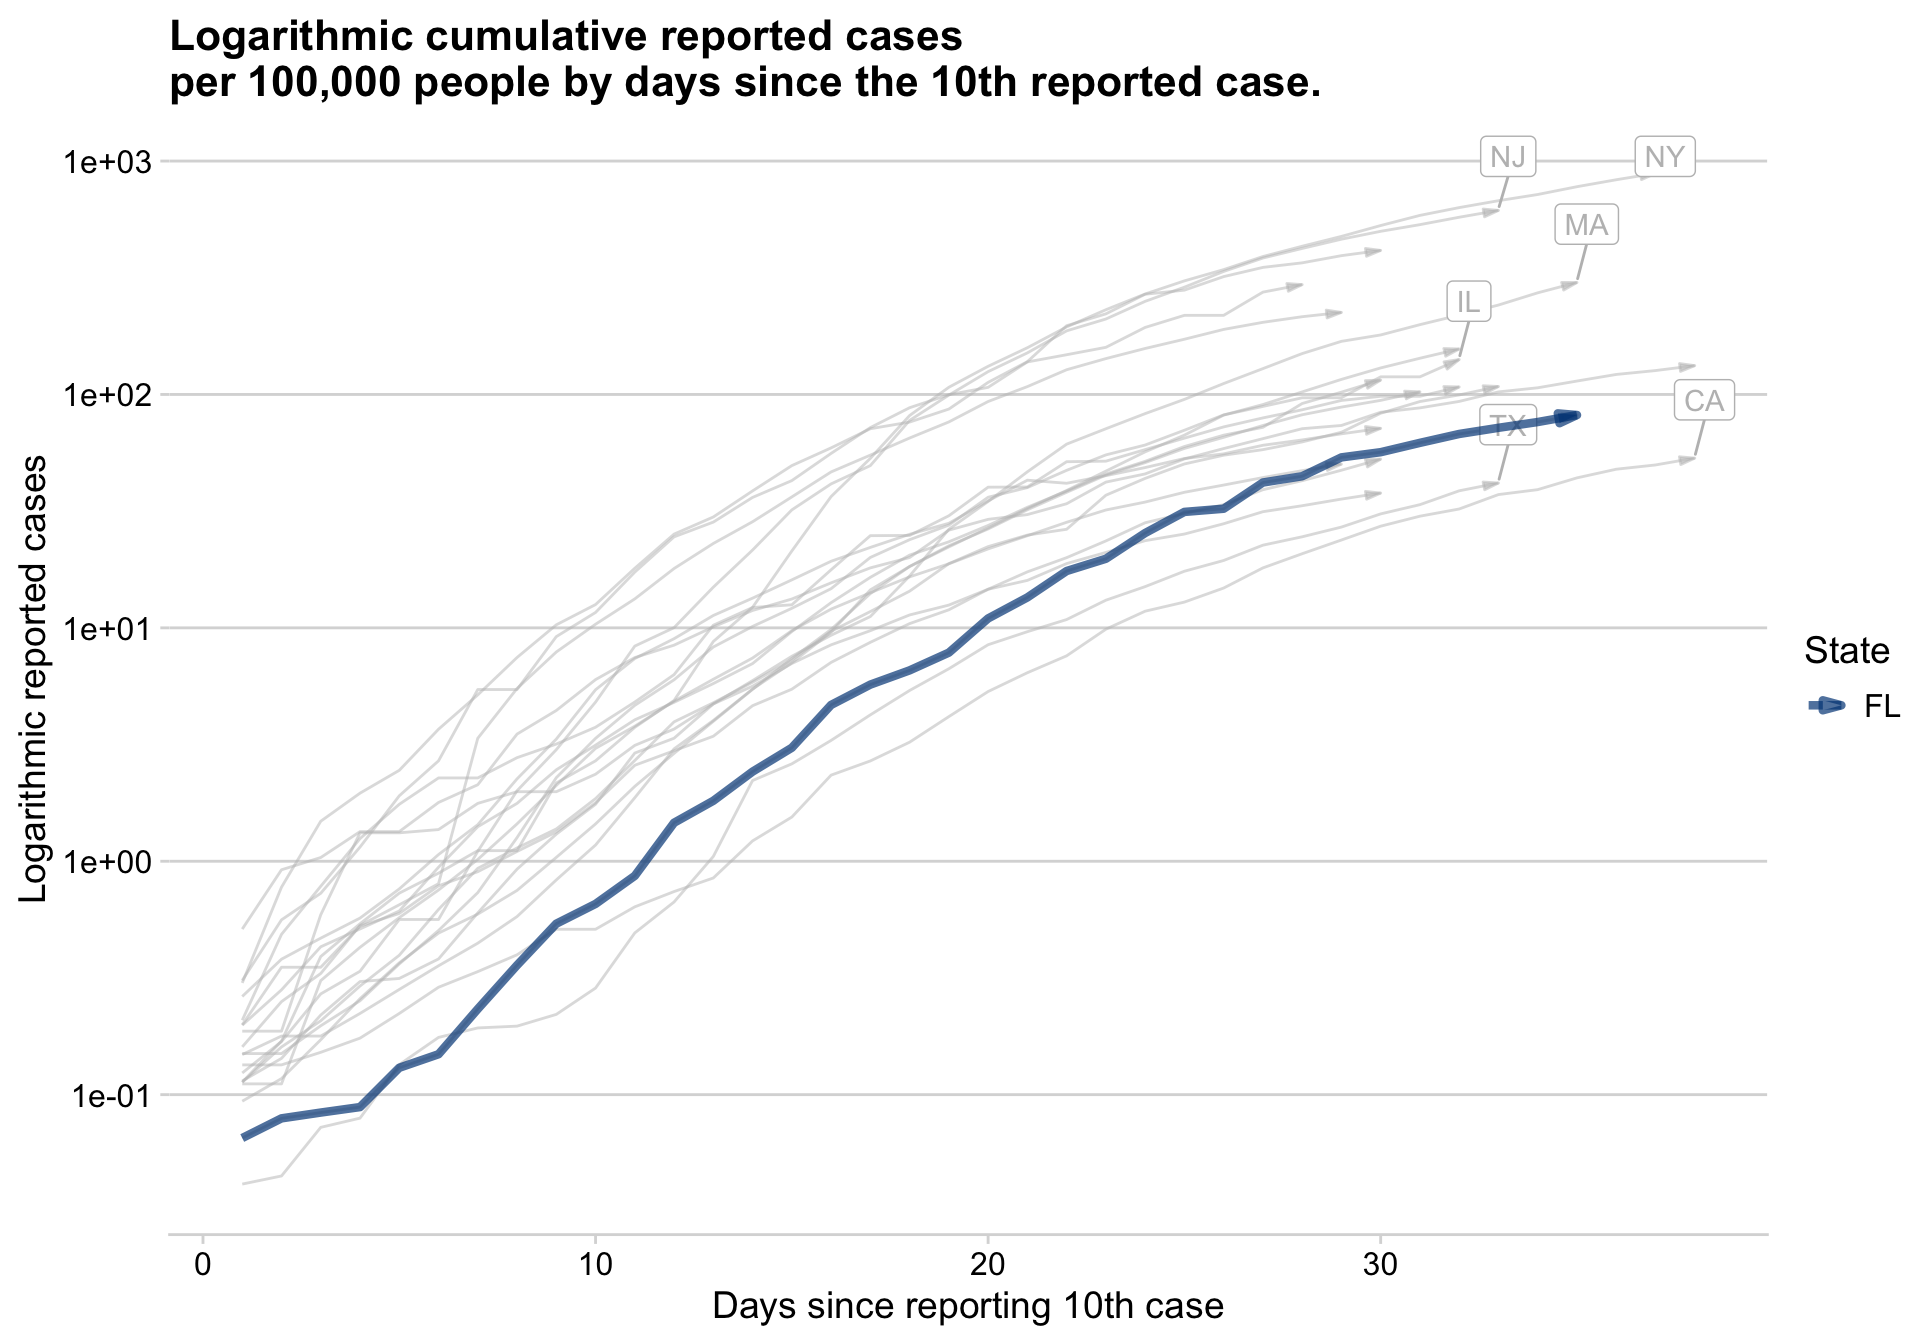 Logarithmic cumulative reported cases
per 100,000 people by days since the 10th reported case.
1e+03
1e+02
1e+01
1e+00
1e-01
Logarithmic reported cases
NJ
NY
MA
IL
CA
TX
State
FL
0
10
20
30
Days since reporting 10th case